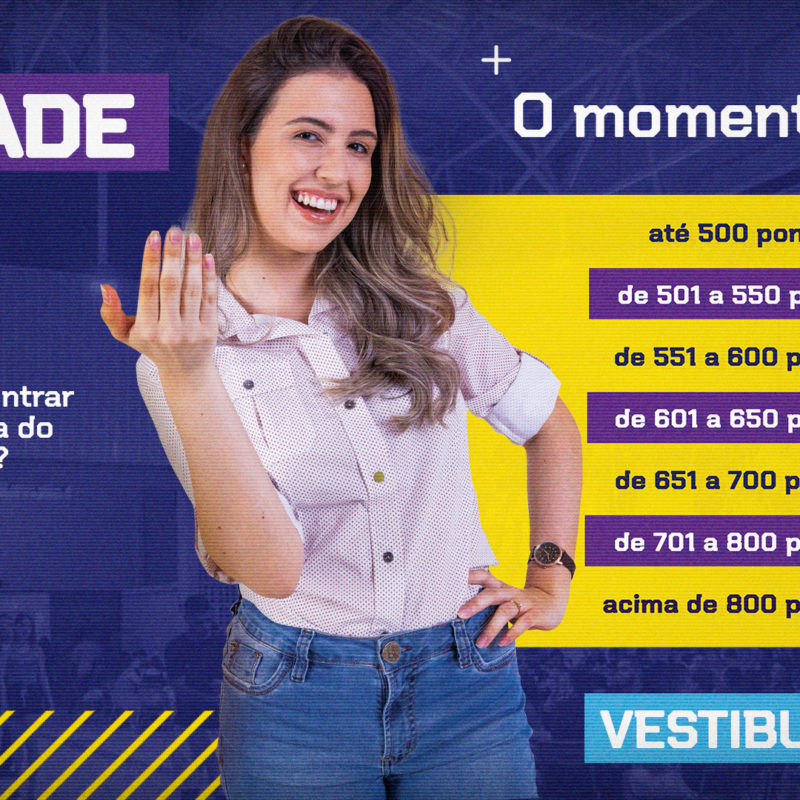 ADE
ntrar
a do
?
O moment
até 500 pon
de 501 a 550 p
de 551 a 600 p
de 601 a 650 p
de 651 a 700 p
de 701 a 800 p
acima de 800 p
VESTIBU